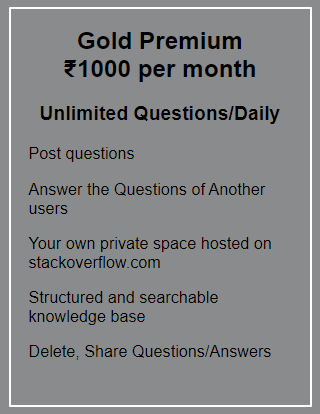 Gold Premium
₹1000 per month
Unlimited Questions/Daily
Post questions
Answer the Questions of Another
users
Your own private space hosted on
stackoverflow.com
Structured and searchable
knowledge base
Delete, Share Questions/Answers